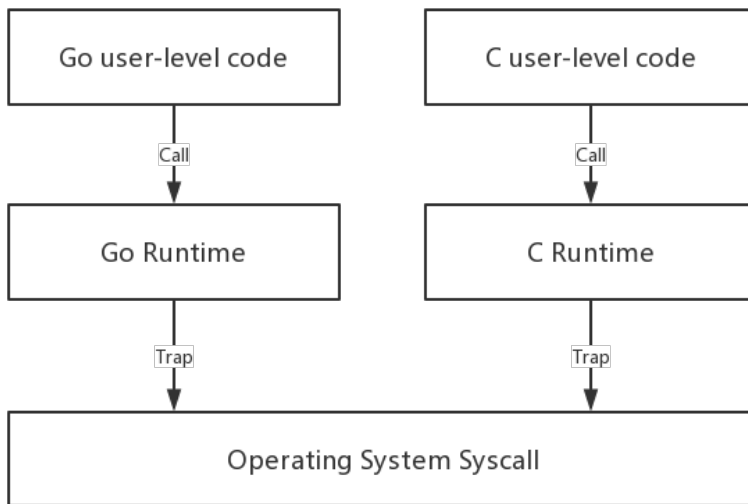 Go user-level code
C user-level code
Call
Call
Go Runtime
C Runtime
Trap
Trap
Operating System Syscall